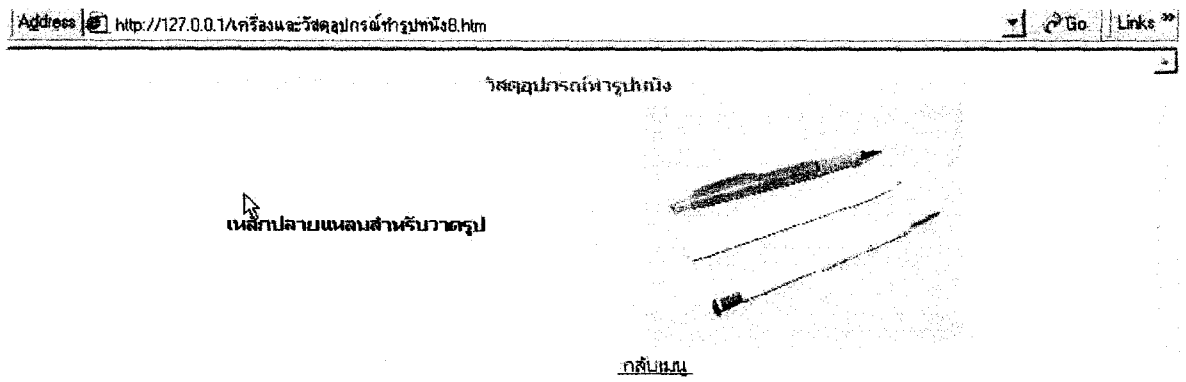 Address http://127.0.0.1/เครื่องและวัสดุอุปกรณ์ทำรูปหนัง8.htm Go Links »
วัสดุอุปกรณ์ทำรูปหนัง
เหล็กปลายแหลมสำหรับวาดรูป
กลับเมนู